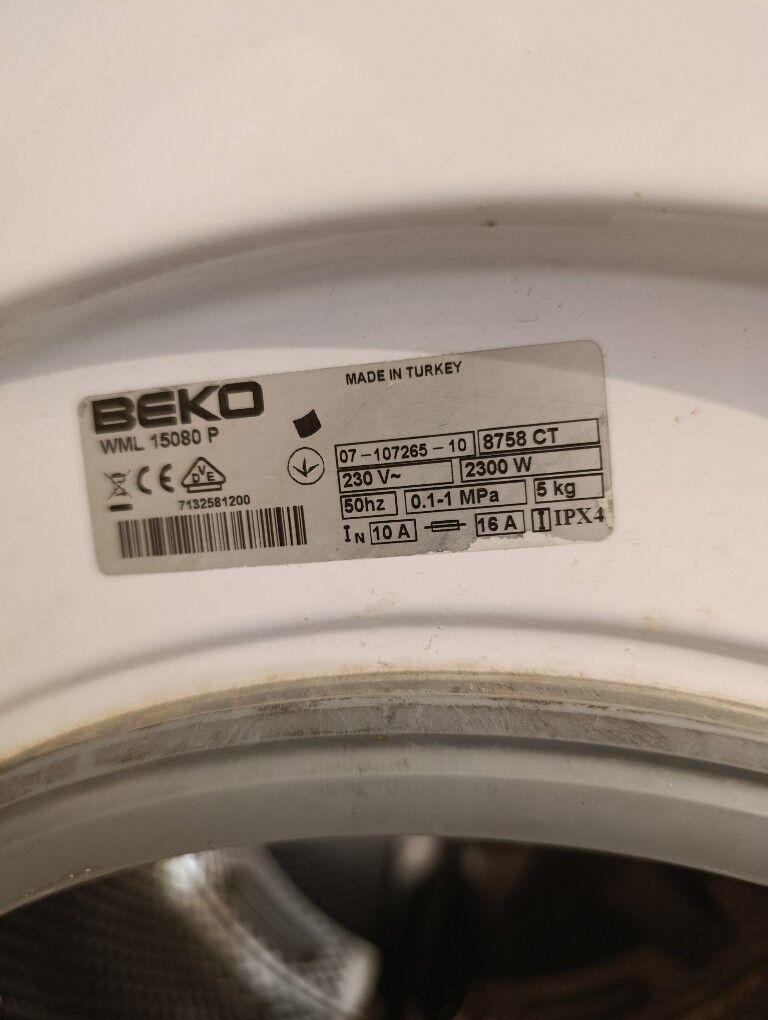 MADE IN TURKEY
BEKO
WML 15080 P
07-107265-10 8758 CT
230 V~ 2300 W
50hz 0.1-1 MPa 5 kg
IN 10 A 16 A IPX4
CE DVE
7132581200